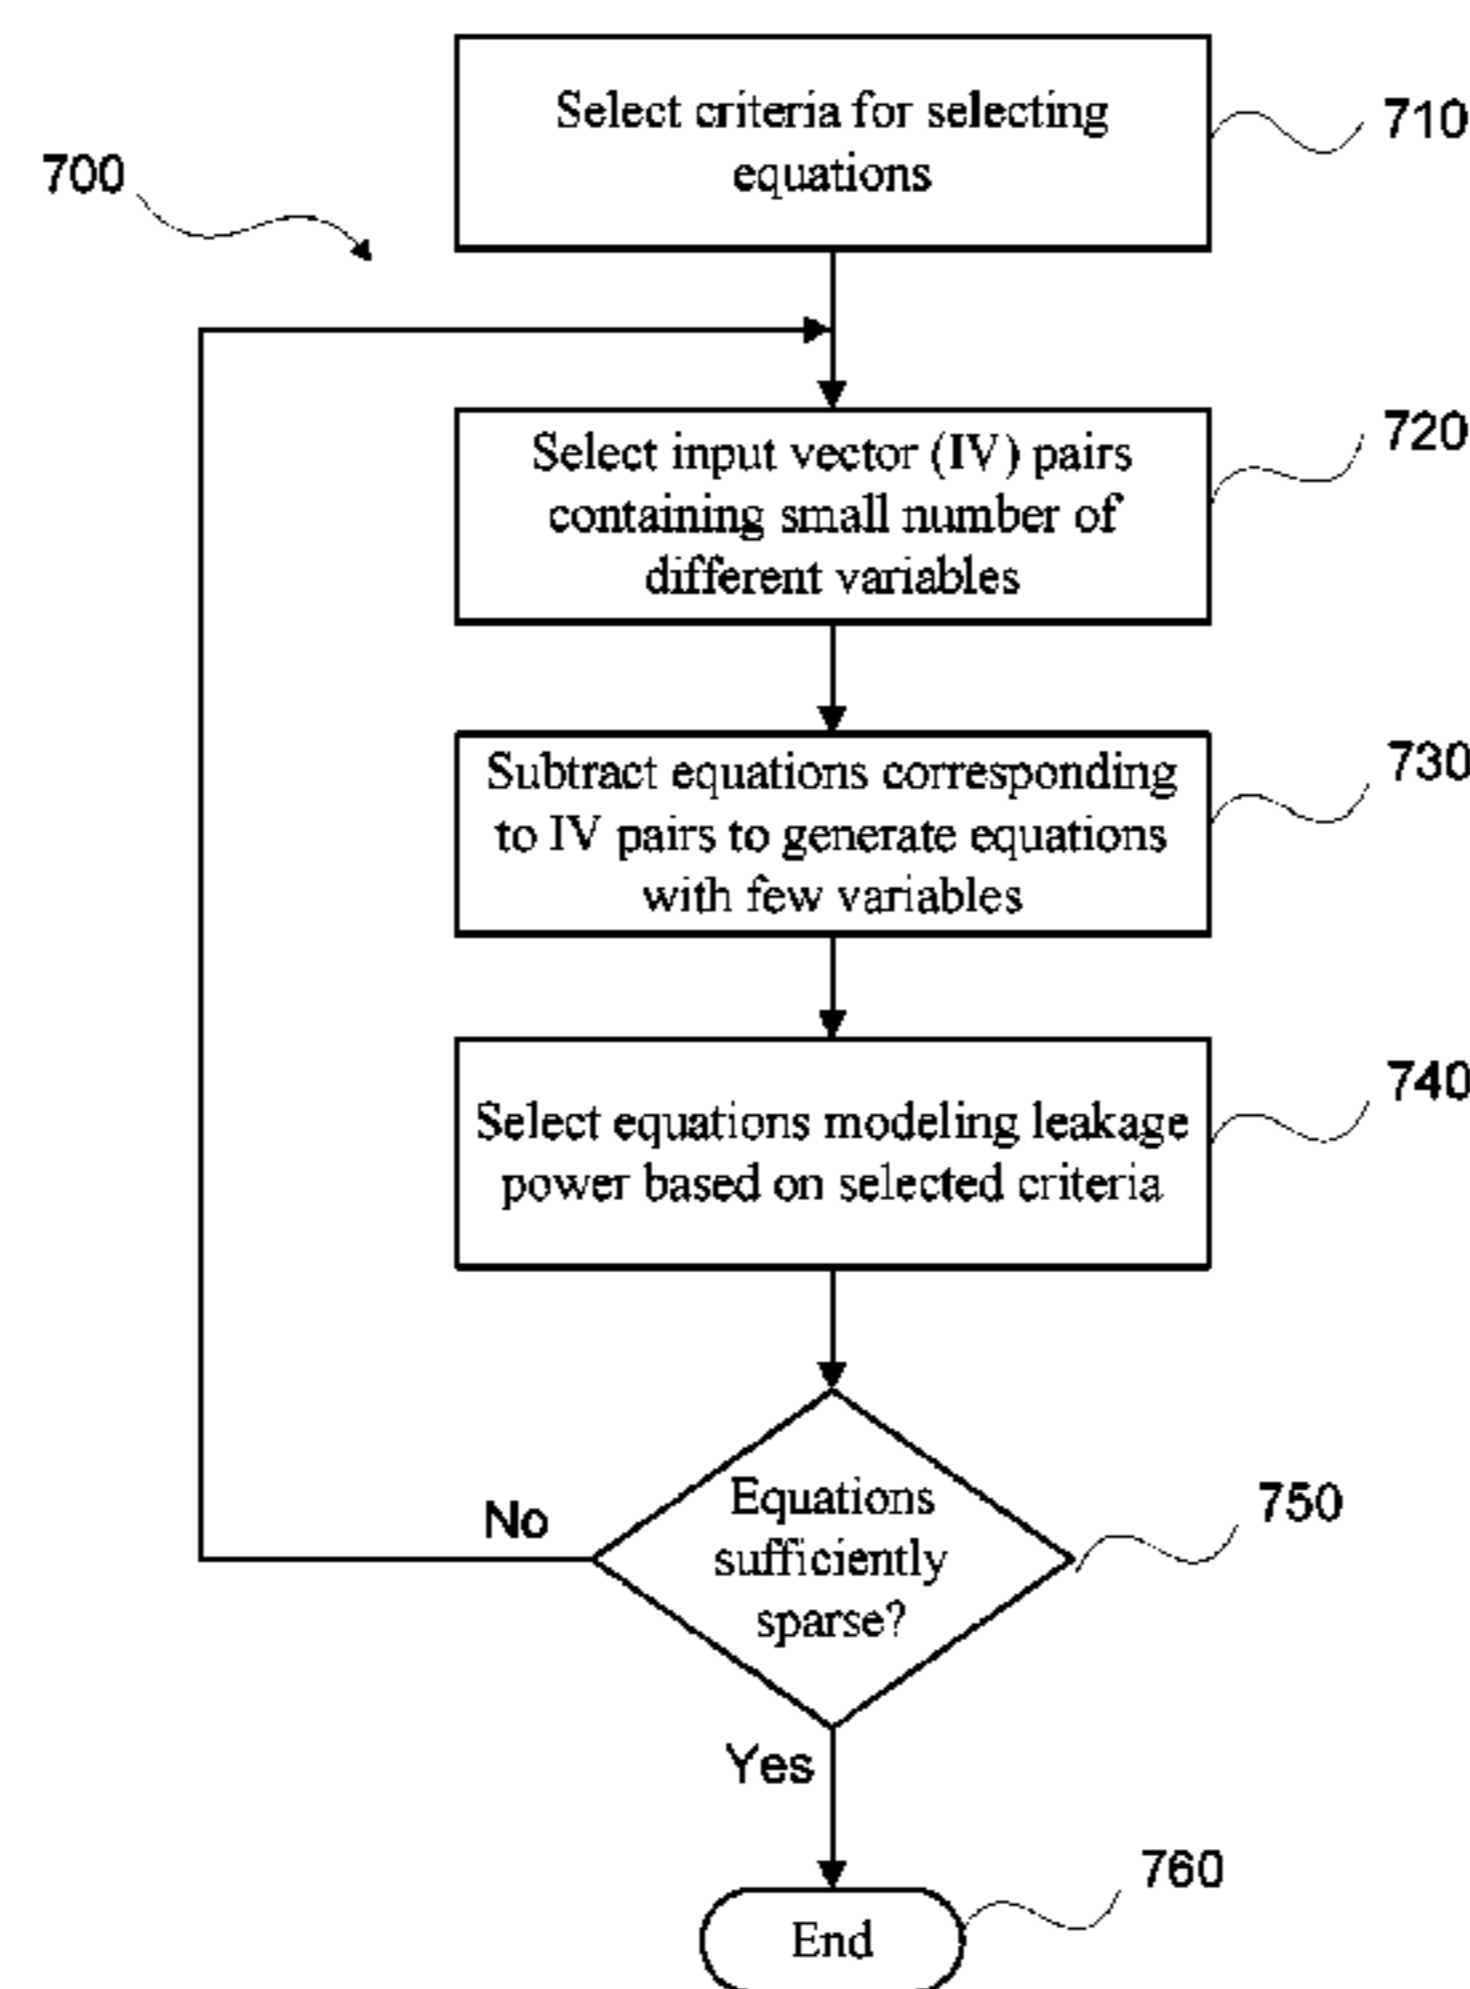 Select criteria for selecting
equations
710
700
Select input vector (IV) pairs
containing small number of
different variables
720
Subtract equations corresponding
to IV pairs to generate equations
with few variables
730
Select equations modeling leakage
power based on selected criteria
740
Equations
sufficiently
sparse?
750
No
Yes
End
760